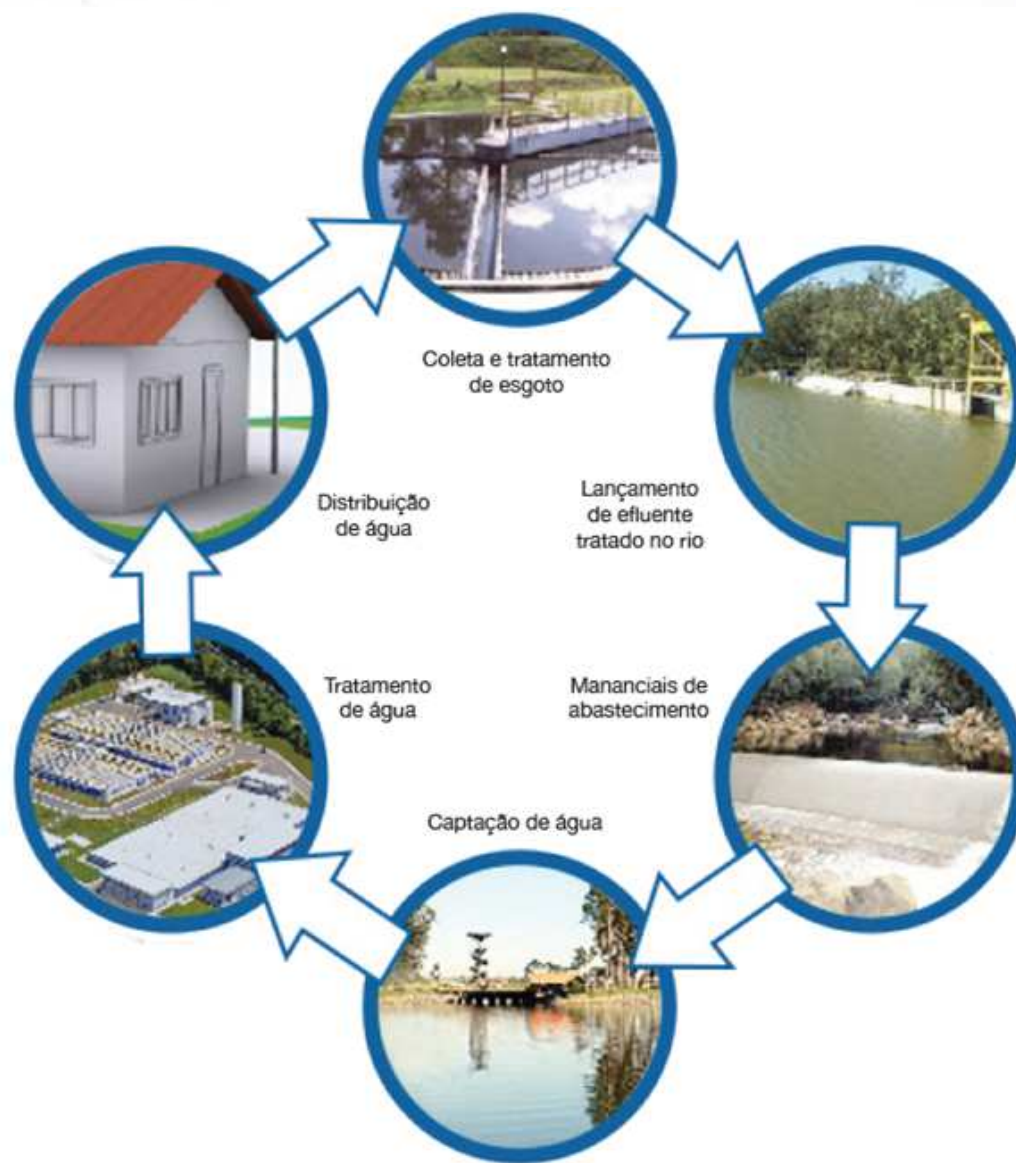 Coleta e tratamento
de esgoto
Distribuição
de água
Lançamento
de efluente
tratado no rio
Tratamento
de água
Mananciais de
abastecimento
Captação de água